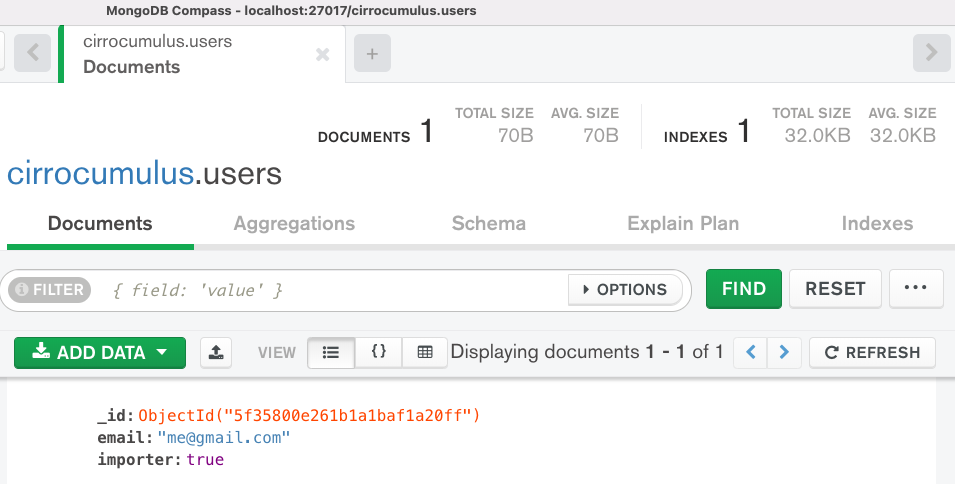 MongoDB Compass - localhost:27017/cirrocumulus.users
cirrocumulus.users
Documents
DOCUMENTS 1 TOTAL SIZE 70B AVG. SIZE 70B INDEXES 1 TOTAL SIZE 32.0KB AVG. SIZE 32.0KB
cirrocumulus.users
Documents Aggregations Schema Explain Plan Indexes
FILTER { field: 'value' } OPTIONS FIND RESET ...
ADD DATA VIEW {} Displaying documents 1 - 1 of 1 < > REFRESH
_id: ObjectId("5f35800e261b1a1baf1a20ff")
email: "me@gmail.com"
importer: true